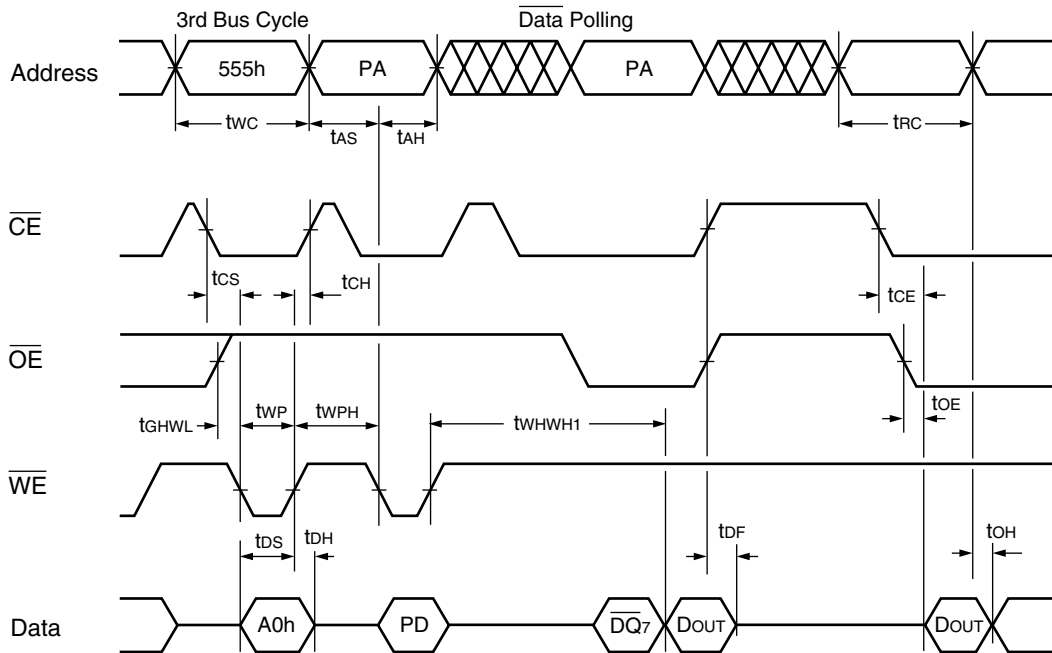 3rd Bus Cycle Data Polling
Address 555h PA PA
tWC tAS tAH tRC
CE
tCS tCH tCE
OE
tGHWL tWP tWPH tWHWH1 tOE
WE
tDS tDH tDF tOH
Data A0h PD DQ7 DOUT DOUT